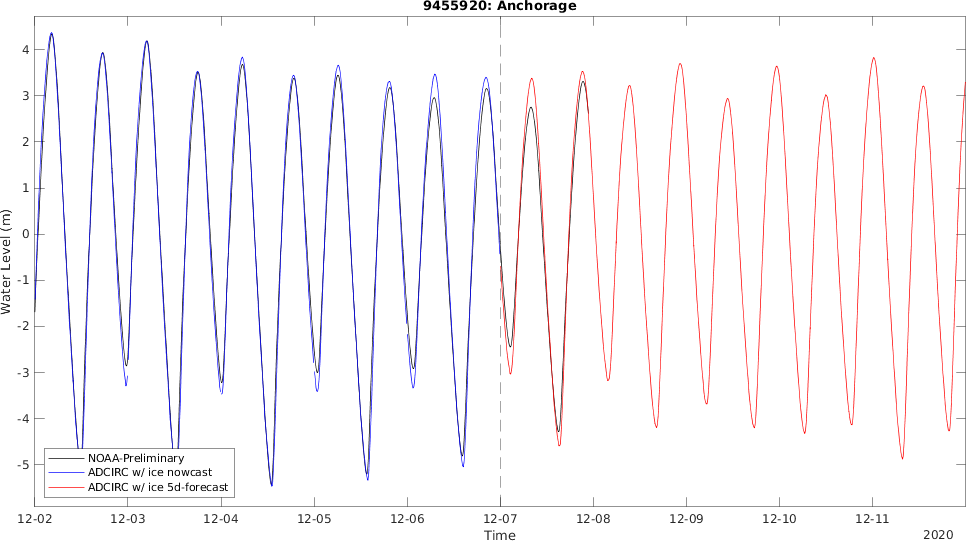 9455920: Anchorage
4
3
2
1
0
-1
-2
-3
-4
-5
Water Level (m)
NOAA-Preliminary
ADCIRC w/ ice nowcast
ADCIRC w/ ice 5d-forecast
12-02 12-03 12-04 12-05 12-06 12-07 12-08 12-09 12-10 12-11
Time
2020